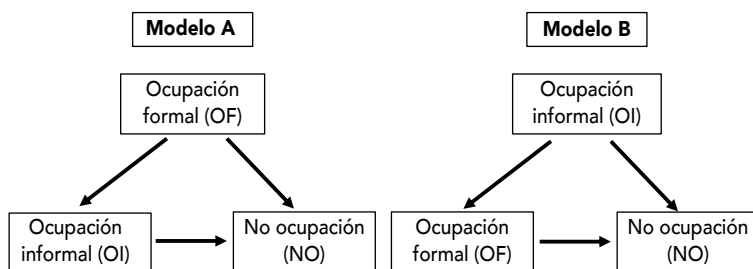 Modelo A
Ocupación
formal (OF)
Ocupación
informal (OI)
No ocupación
(NO)
Modelo B
Ocupación
informal (OI)
Ocupación
formal (OF)
No ocupación
(NO)